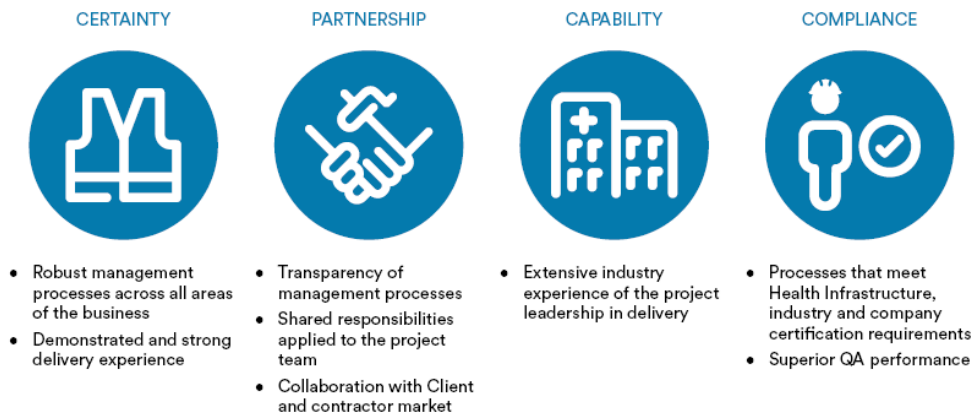 CERTAINTY
Robust management
processes across all areas
of the business
Demonstrated and strong
delivery experience
PARTNERSHIP
Transparency of
management processes
Shared responsibilities
applied to the project
team
Collaboration with Client
and contractor market
CAPABILITY
Extensive industry
experience of the project
leadership in delivery
COMPLIANCE
Processes that meet
Health Infrastructure,
industry and company
certification requirements
Superior QA performance